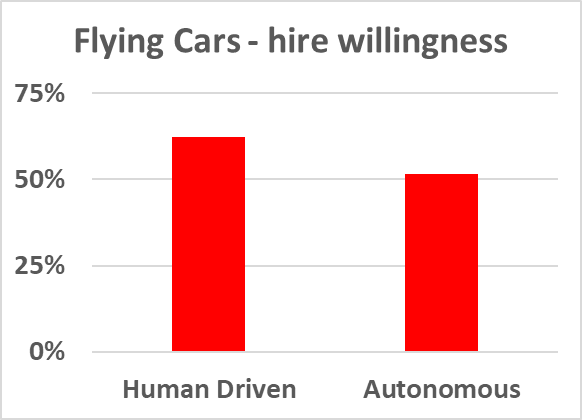 Flying Cars - hire willingness
75%
50%
25%
0%
Human Driven
Autonomous